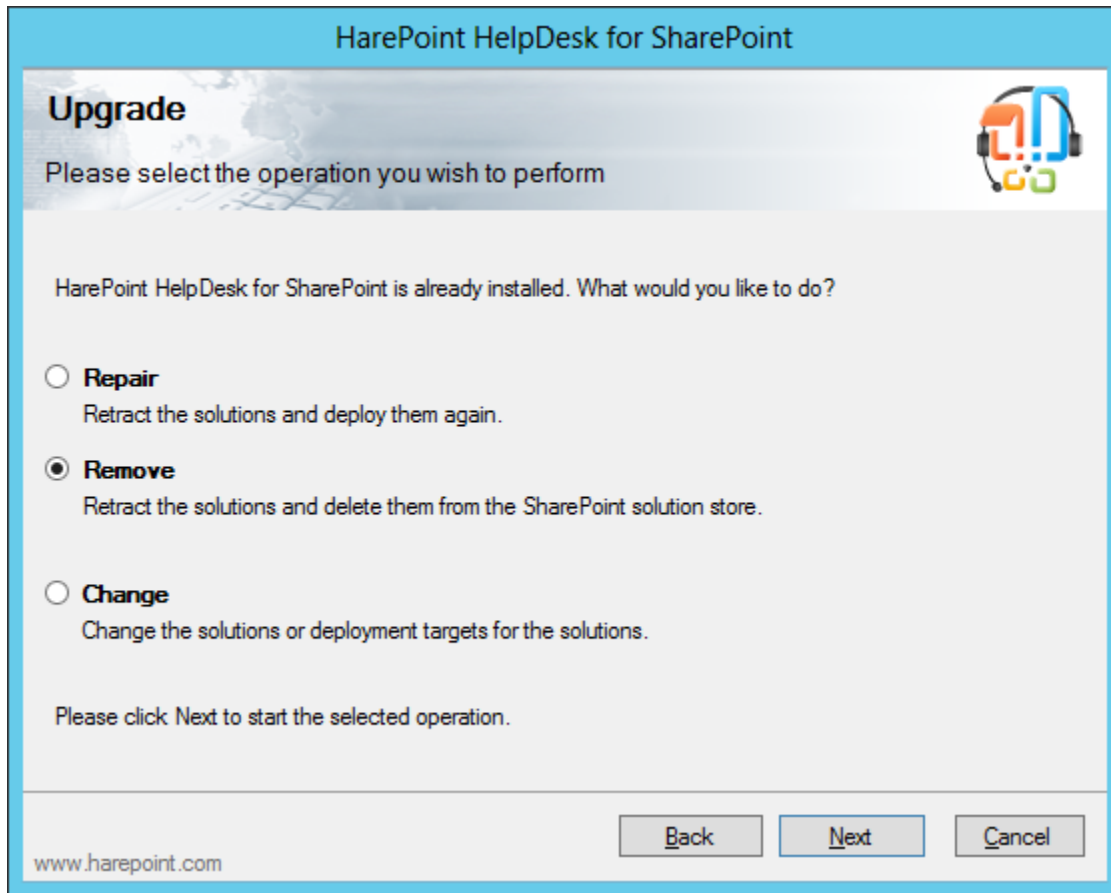 HarePoint HelpDesk for SharePoint
Upgrade
Please select the operation you wish to perform
HarePoint HelpDesk for SharePoint is already installed. What would you like to do?
Repair
Retract the solutions and deploy them again.
Remove
Retract the solutions and delete them from the SharePoint solution store.
Change
Change the solutions or deployment targets for the solutions.
Please click Next to start the selected operation.
Back Next Cancel
www.harepoint.com